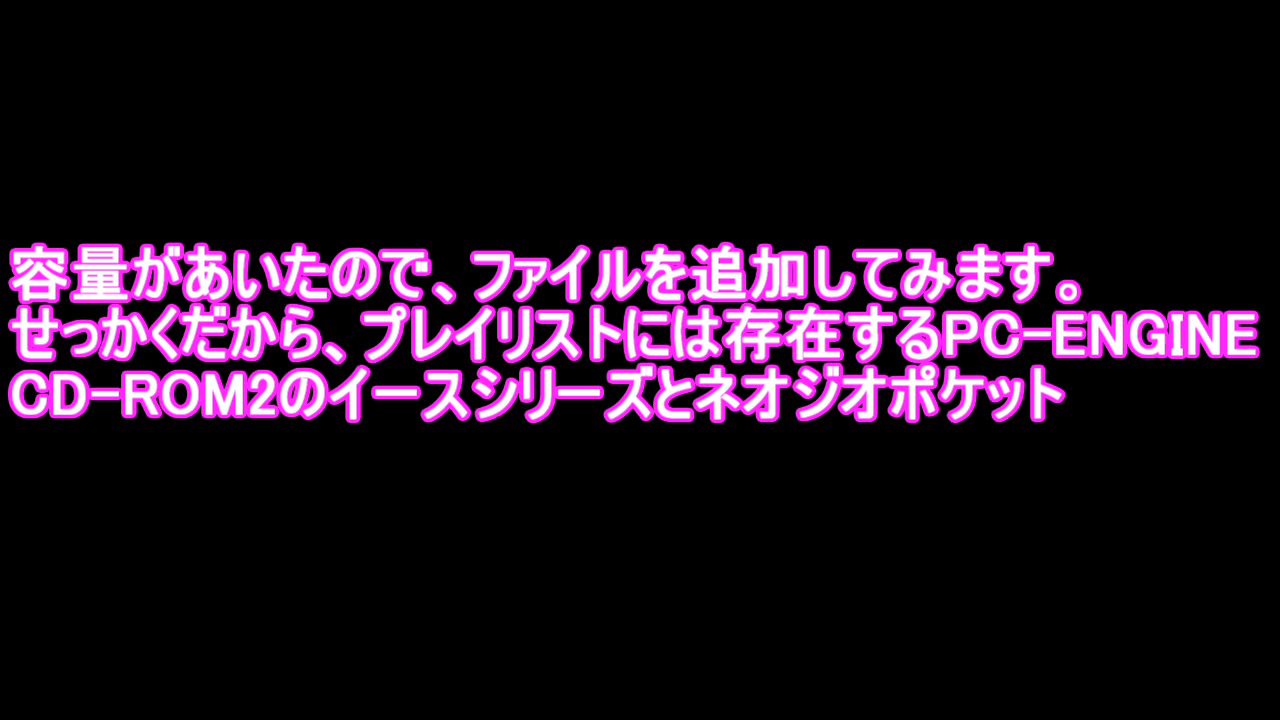 容量があいたので、ファイルを追加してみます。
せっかくだから、プレイリストには存在するPC-ENGINE
CD-ROM2のイースシリーズとネオジオポケット